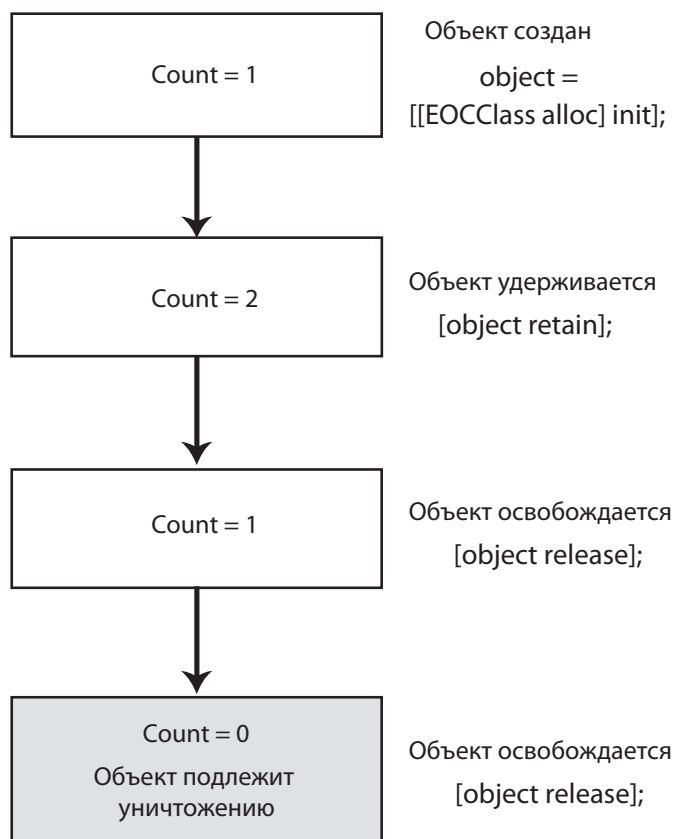 Count = 1
Объект создан
object =
[[EOCClass alloc] init];
Count = 2
Объект удерживается
[object retain];
Count = 1
Объект освобождается
[object release];
Count = 0
Объект подлежит
уничтожению
Объект освобождается
[object release];